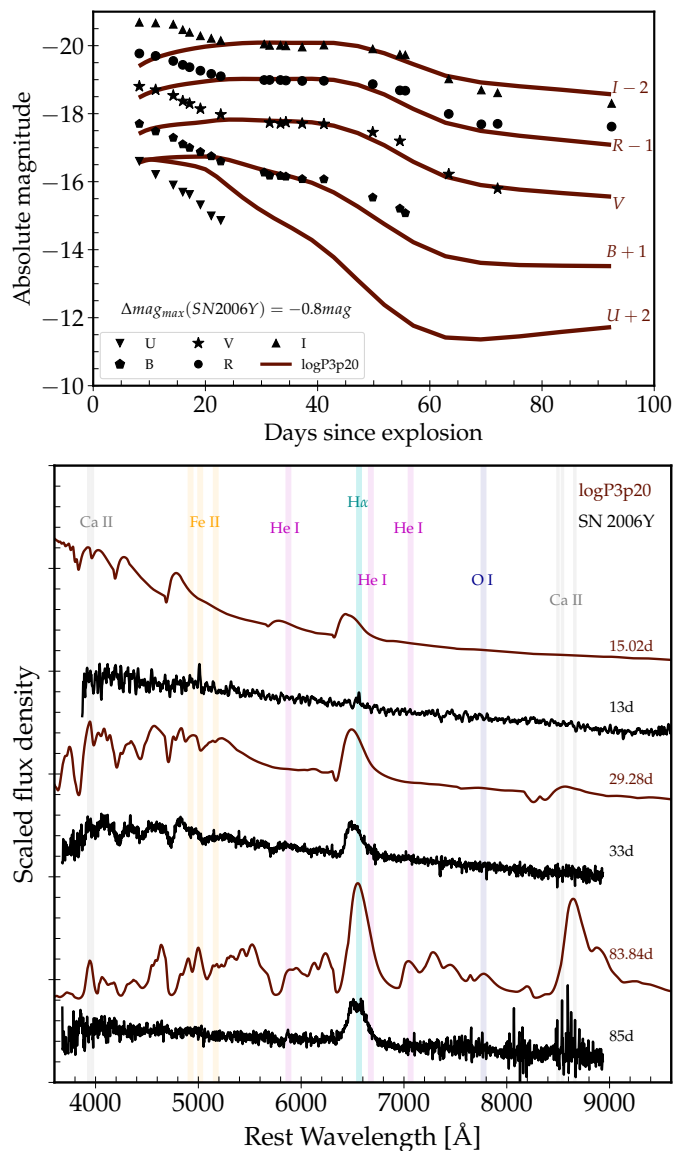 −20
−18
−16
−14
−12
−10
Absolute magnitude
I − 2
R − 1
V
B + 1
U + 2
Δmag_max(SN2006Y) = −0.8mag
U V I
B R logP3p20
0 20 40 60 80 100
Days since explosion
logP3p20
SN 2006Y
Hα
Ca II Fe II He I He I
He I O I Ca II
15.02d
13d
29.28d
33d
83.84d
85d
Scaled flux density
4000 5000 6000 7000 8000 9000
Rest Wavelength [Å]